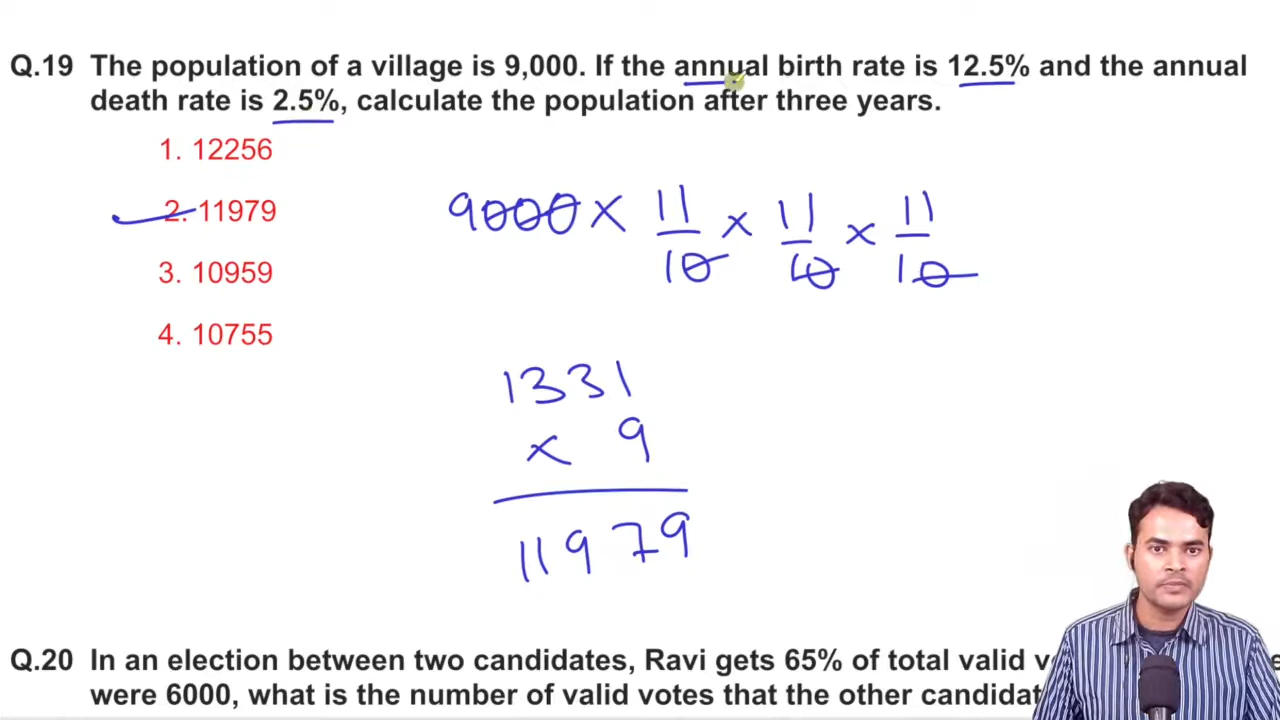 Q.19 The population of a village is 9,000. If the annual birth rate is 12.5% and the annual
death rate is 2.5%, calculate the population after three years.
1. 12256
2. 11979
3. 10959
4. 10755
9000 × 11/10 × 11/10 × 11/10
1331
× 9
11979
Q.20 In an election between two candidates, Ravi gets 65% of total valid
were 6000, what is the number of valid votes that the other